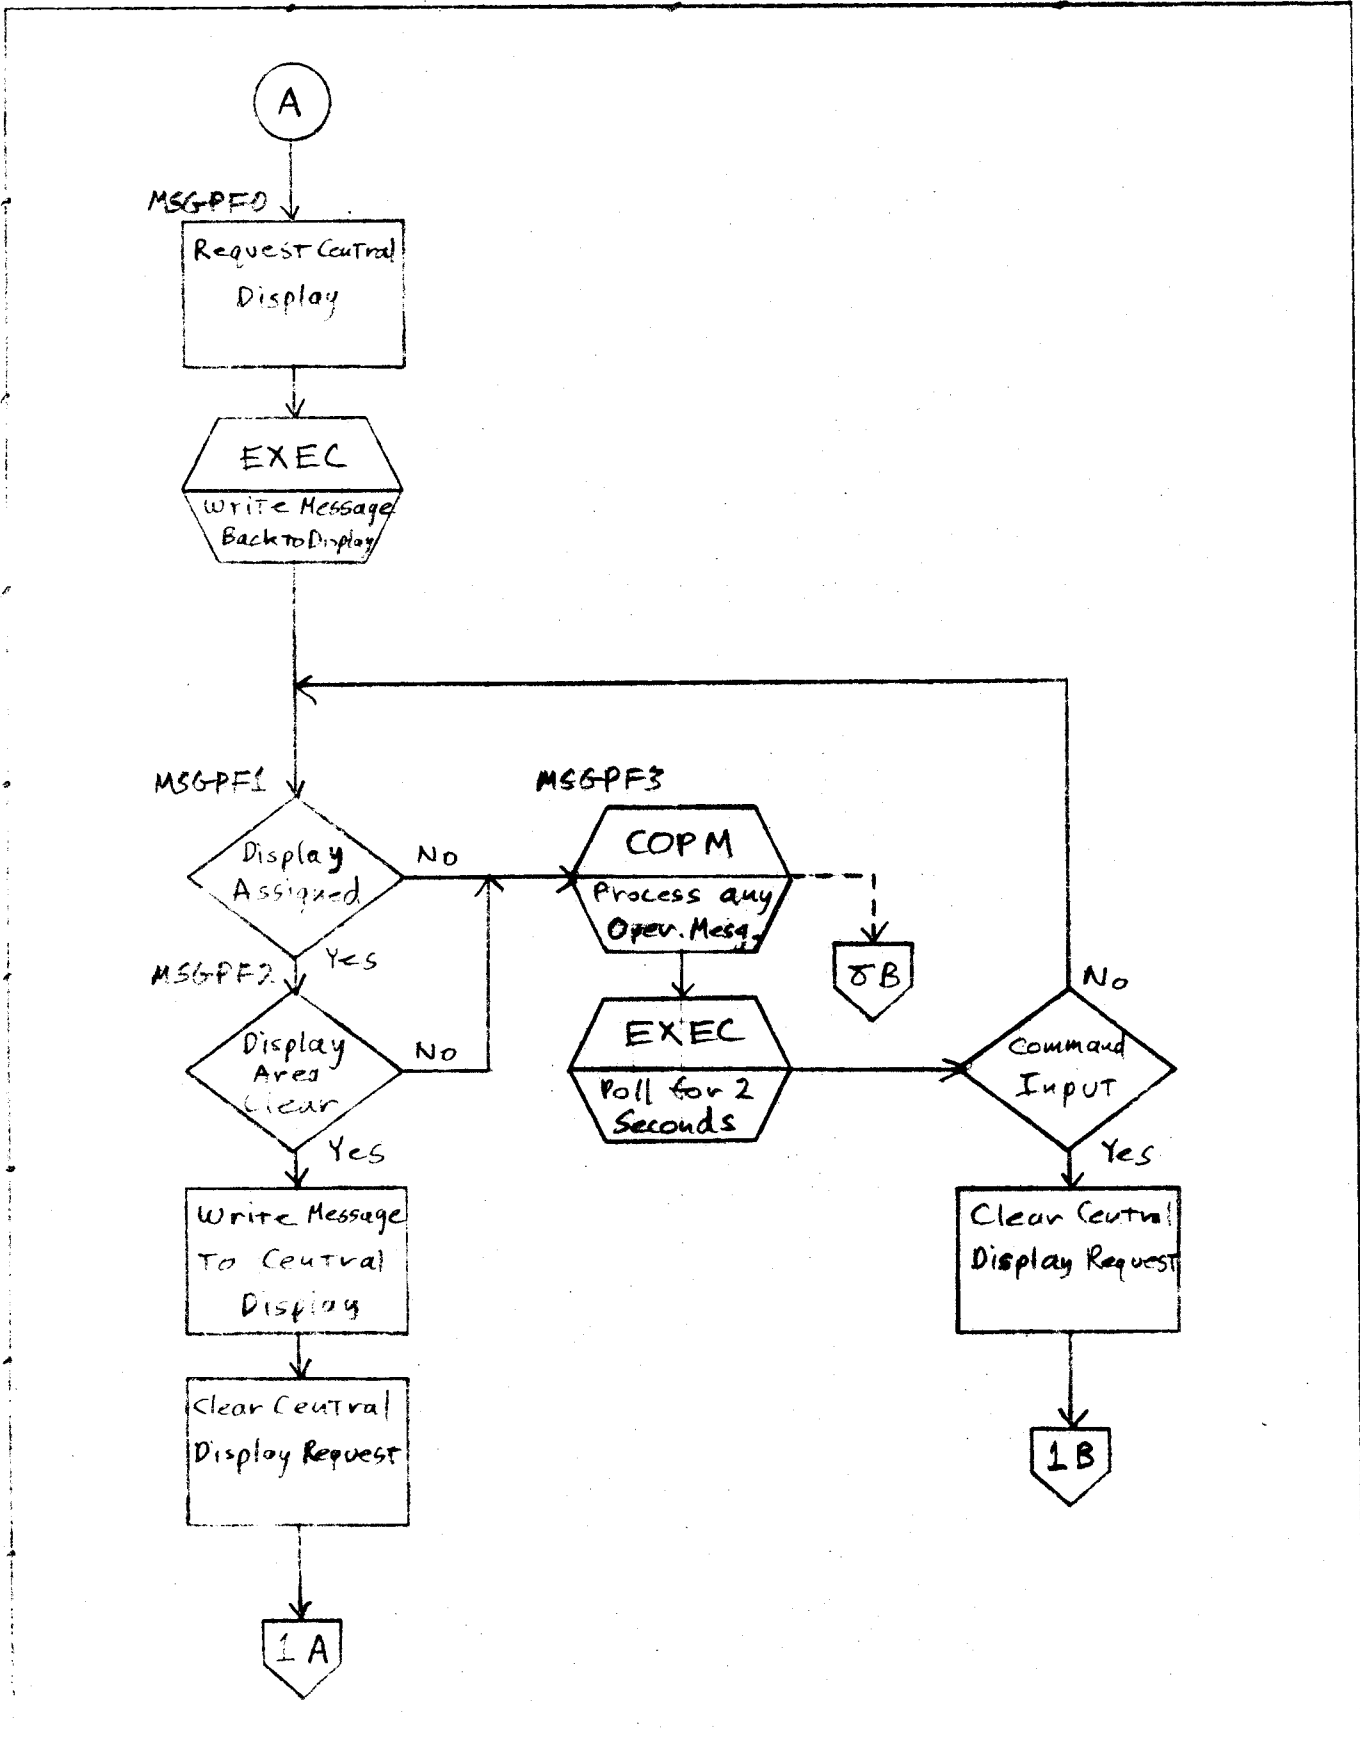 A
MSGPF0
Request Central
Display
EXEC
Write Message
Back to Display
MSGPF1
Display
Assigned
No
Yes
MSGPF3
COPM
Process any
Oper. Mesg.
MSGPF2
Display
Area
Clear
No
Yes
EXEC
Poll for 2
Seconds
No
Command
Input
Yes
Write Message
To Central
Display
Clear Central
Display Request
Clear Central
Display Request
1B
1 A